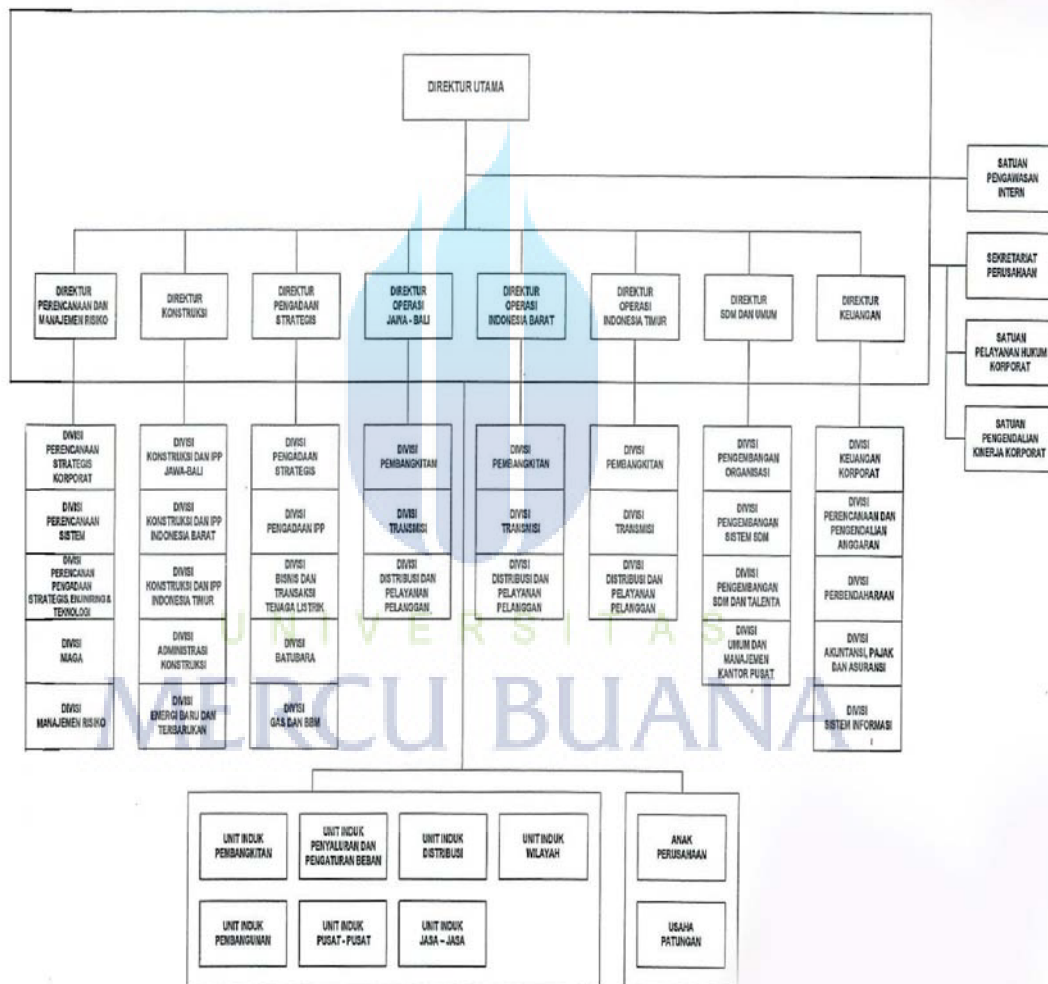 DIREKTUR UTAMA
SATUAN
PENGAWASAN
INTERN
SEKRETARIAT
PERUSAHAAN
SATUAN
PELAYANAN HUKUM
KORPORAT
SATUAN
PENGENDALIAN
KINERJA KORPORAT
DIREKTUR
PERENCANAAN DAN
MANAJEMEN RISIKO
DIREKTUR
KONSTRUKSI
DIREKTUR
PENGADAAN
STRATEGIS
DIREKTUR
OPERASI
JAWA - BALI
DIREKTUR
OPERASI
INDONESIA BARAT
DIREKTUR
OPERASI
INDONESIA TIMUR
DIREKTUR
SDM DAN UMUM
DIREKTUR
KEUANGAN
DIVISI
PERENCANAAN
STRATEGIS
KORPORAT
DIVISI
PERENCANAAN
SISTEM
DIVISI
PERENCANAN
PENGADAAN
STRATEGIS, ENJINIRING &
TEKNOLOGI
DIVISI
NIAGA
DIVISI
MANAJEMEN RISIKO
DIVISI
KONSTRUKSI DAN IPP
JAWA-BALI
DIVISI
KONSTRUKSI DAN IPP
INDONESIA BARAT
DIVISI
KONSTRUKSI DAN IPP
INDONESIA TIMUR
DIVISI
ADMINISTRASI
KONSTRUKSI
DIVISI
ENERGI BARU DAN
TERBARUKAN
DIVISI
PENGADAAN
STRATEGIS
DIVISI
PENGADAAN IPP
DIVISI
BISNIS DAN
TRANSAKSI
TENAGA LISTRIK
DIVISI
BATUBARA
DIVISI
GAS DAN BBM
DIVISI
PEMBANGKITAN
DIVISI
TRANSMISI
DIVISI
DISTRIBUSI DAN
PELAYANAN
PELANGGAN
DIVISI
PEMBANGKITAN
DIVISI
TRANSMISI
DIVISI
DISTRIBUSI DAN
PELAYANAN
PELANGGAN
DIVISI
PEMBANGKITAN
DIVISI
TRANSMISI
DIVISI
DISTRIBUSI DAN
PELAYANAN
PELANGGAN
DIVISI
PENGEMBANGAN
ORGANISASI
DIVISI
PENGEMBANGAN
SISTEM SDM
DIVISI
PENGEMBANGAN
SDM DAN TALENTA
DIVISI
UMUM DAN
MANAJEMEN
KANTOR PUSAT
DIVISI
KEUANGAN
KORPORAT
DIVISI
PERENCANAAN DAN
PENGENDALIAN
ANGGARAN
DIVISI
PERBENDAHARAAN
DIVISI
AKUNTANSI, PAJAK
DAN ASURANSI
DIVISI
SISTEM INFORMASI
UNIVERSITAS
MERCU BUANA
UNIT INDUK
PEMBANGKITAN
UNIT INDUK
PENYALURAN DAN
PENGATURAN BEBAN
UNIT INDUK
DISTRIBUSI
UNIT INDUK
WILAYAH
ANAK
PERUSAHAAN
UNIT INDUK
PEMBANGUNAN
UNIT INDUK
PUSAT - PUSAT
UNIT INDUK
JASA – JASA
USAHA
PATUNGAN